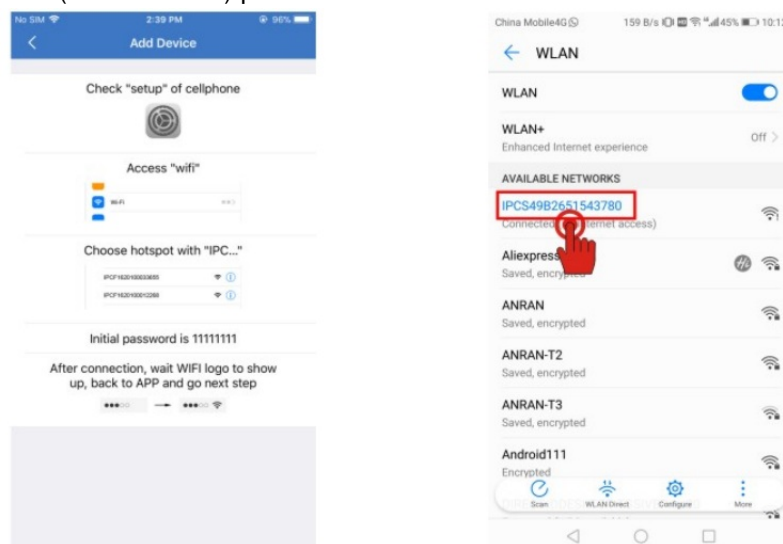 No SIM 2:39 PM 96%
Add Device
Check "setup" of cellphone
Access "wifi"
Wi-Fi
Choose hotspot with "IPC..."
Initial password is 11111111
After connection, wait WIFI logo to show
up, back to APP and go next step
China Mobile4G 159 B/s 45% 10:12
WLAN
WLAN
WLAN+
Enhanced Internet experience
Off
AVAILABLE NETWORKS
IPCS49B2651543780
Connected access)
Aliexpress
Saved,
ANRAN
Saved, encrypted
ANRAN-T2
Saved, encrypted
ANRAN-T3
Saved, encrypted
Android111
Encrypted
Scan WLAN Direct Configure More